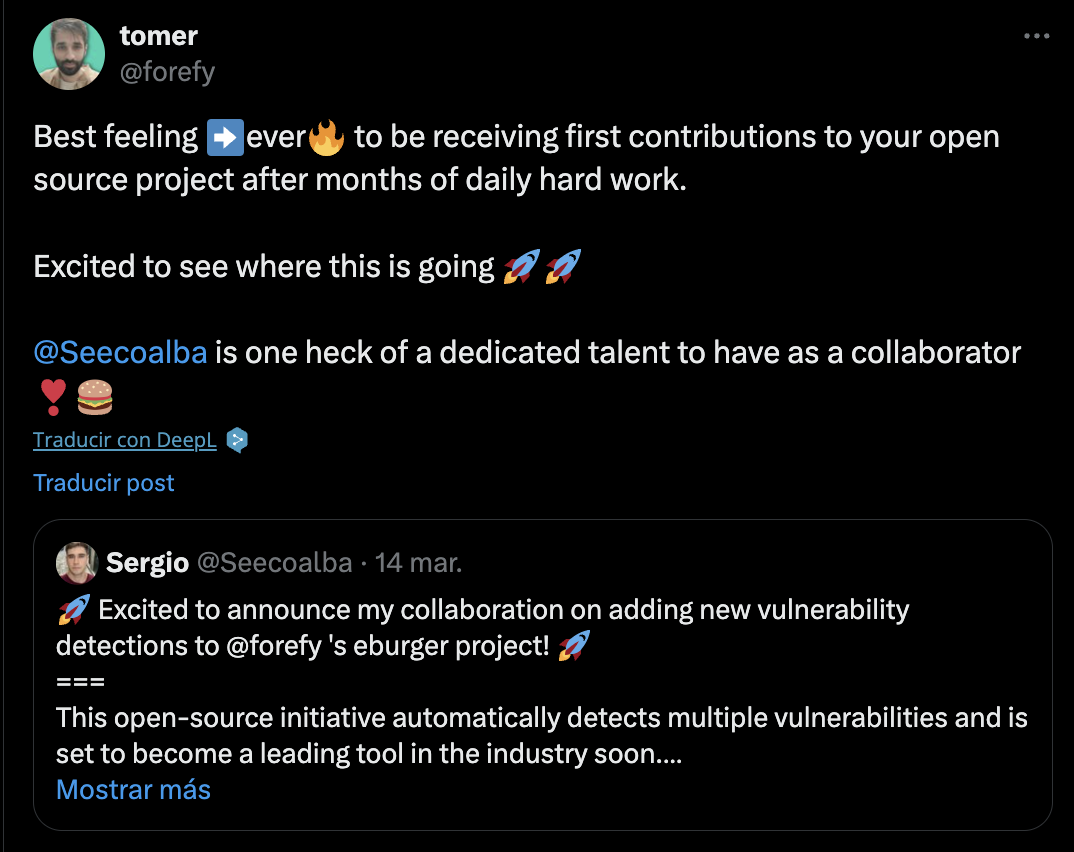 tomer
@forefy
Best feeling ➡️ever🔥 to be receiving first contributions to your open
source project after months of daily hard work.
Excited to see where this is going 🚀🚀
@Seecoalba is one heck of a dedicated talent to have as a collaborator
❣️🍔
Traducir con DeepL
Traducir post
Sergio @Seecoalba · 14 mar.
🚀 Excited to announce my collaboration on adding new vulnerability
detections to @forefy 's eburger project! 🚀
===
This open-source initiative automatically detects multiple vulnerabilities and is
set to become a leading tool in the industry soon....
Mostrar más